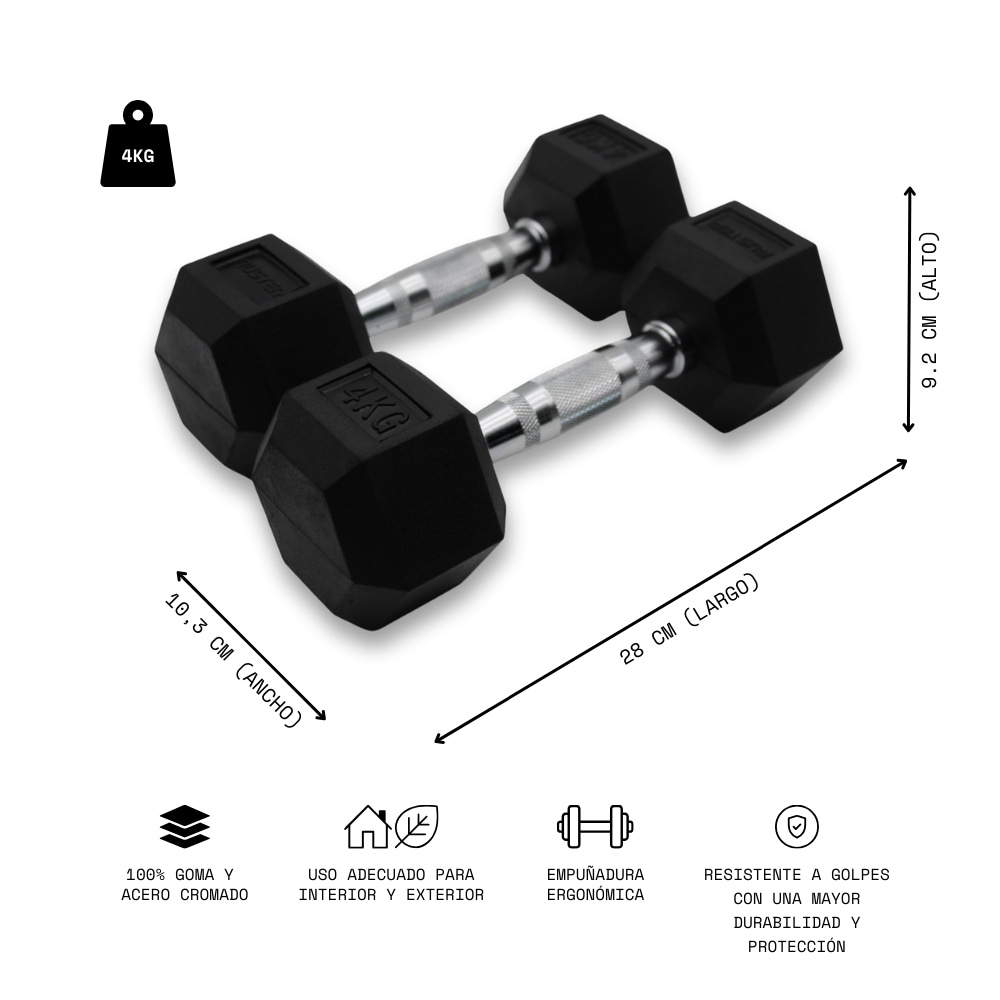 4KG
4KG
9.2 CM (ALTO)
4KG
10,3 CM (ANCHO)
28 CM (LARGO)
100% GOMA Y
ACERO CROMADO
USO ADECUADO PARA
INTERIOR Y EXTERIOR
EMPUÑADURA
ERGONÓMICA
RESISTENTE A GOLPES
CON UNA MAYOR
DURABILIDAD Y
PROTECCIÓN